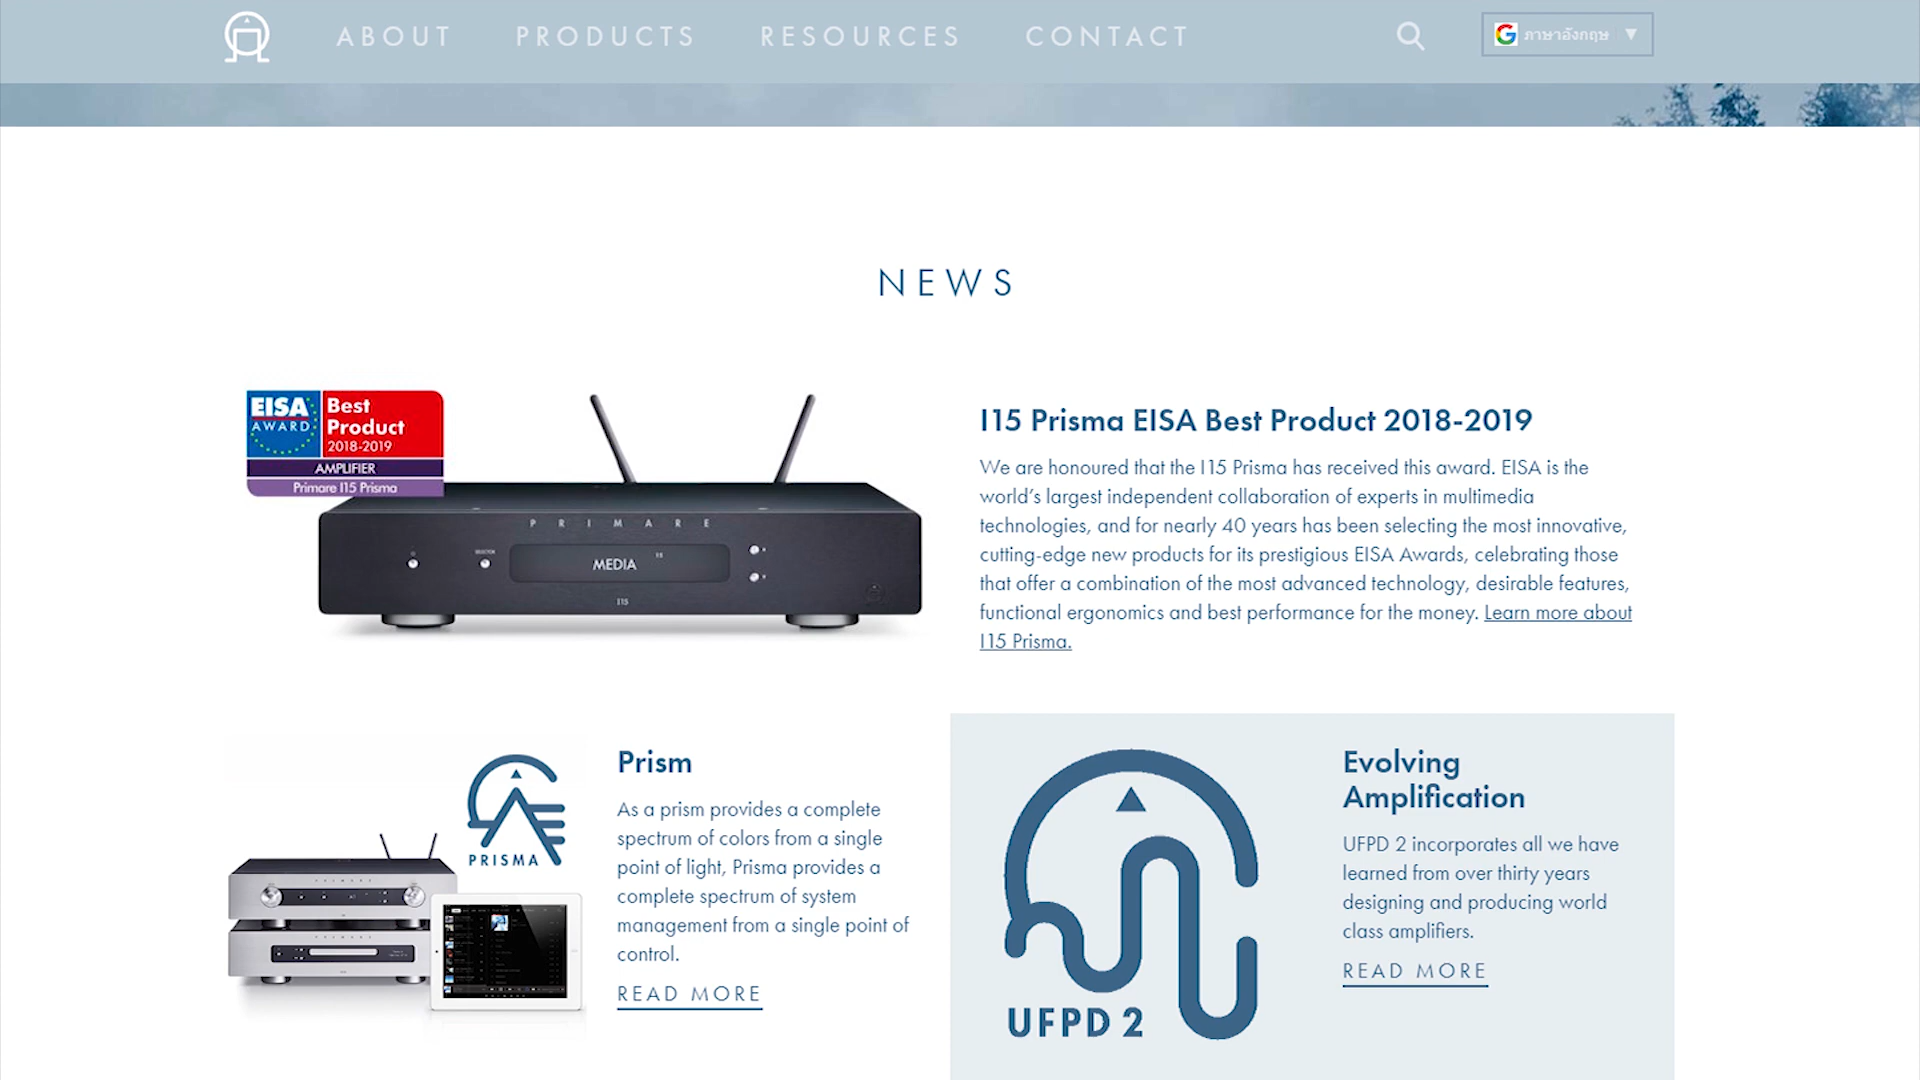 ABOUT
PRODUCTS
RESOURCES
CONTACT
ภาษาอังกฤษ
NEWS
EISA
AWARD
Best
Product
2018-2019
AMPLIFIER
Primare I15 Prisma
PRIMARE
SELECTOR
MEDIA
I15
I15 Prisma EISA Best Product 2018-2019
We are honoured that the I15 Prisma has received this award. EISA is the
world’s largest independent collaboration of experts in multimedia
technologies, and for nearly 40 years has been selecting the most innovative,
cutting-edge new products for its prestigious EISA Awards, celebrating those
that offer a combination of the most advanced technology, desirable features,
functional ergonomics and best performance for the money. Learn more about
I15 Prisma.
PRISMA
Prism
As a prism provides a complete
spectrum of colors from a single
point of light, Prisma provides a
complete spectrum of system
management from a single point of
control.
READ MORE
UFPD 2
Evolving
Amplification
UFPD 2 incorporates all we have
learned from over thirty years
designing and producing world
class amplifiers.
READ MORE